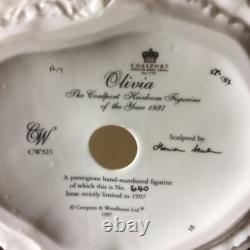 COALPORT
Olivia
The Coalport Heirloom Figurine
of the Year 1997
CW
CW523
Sculpted by
A prestigious hand-numbered figurine
of which this is No. 640
Issue strictly limited to 1997
© Compton & Woodhouse Ltd.
1997